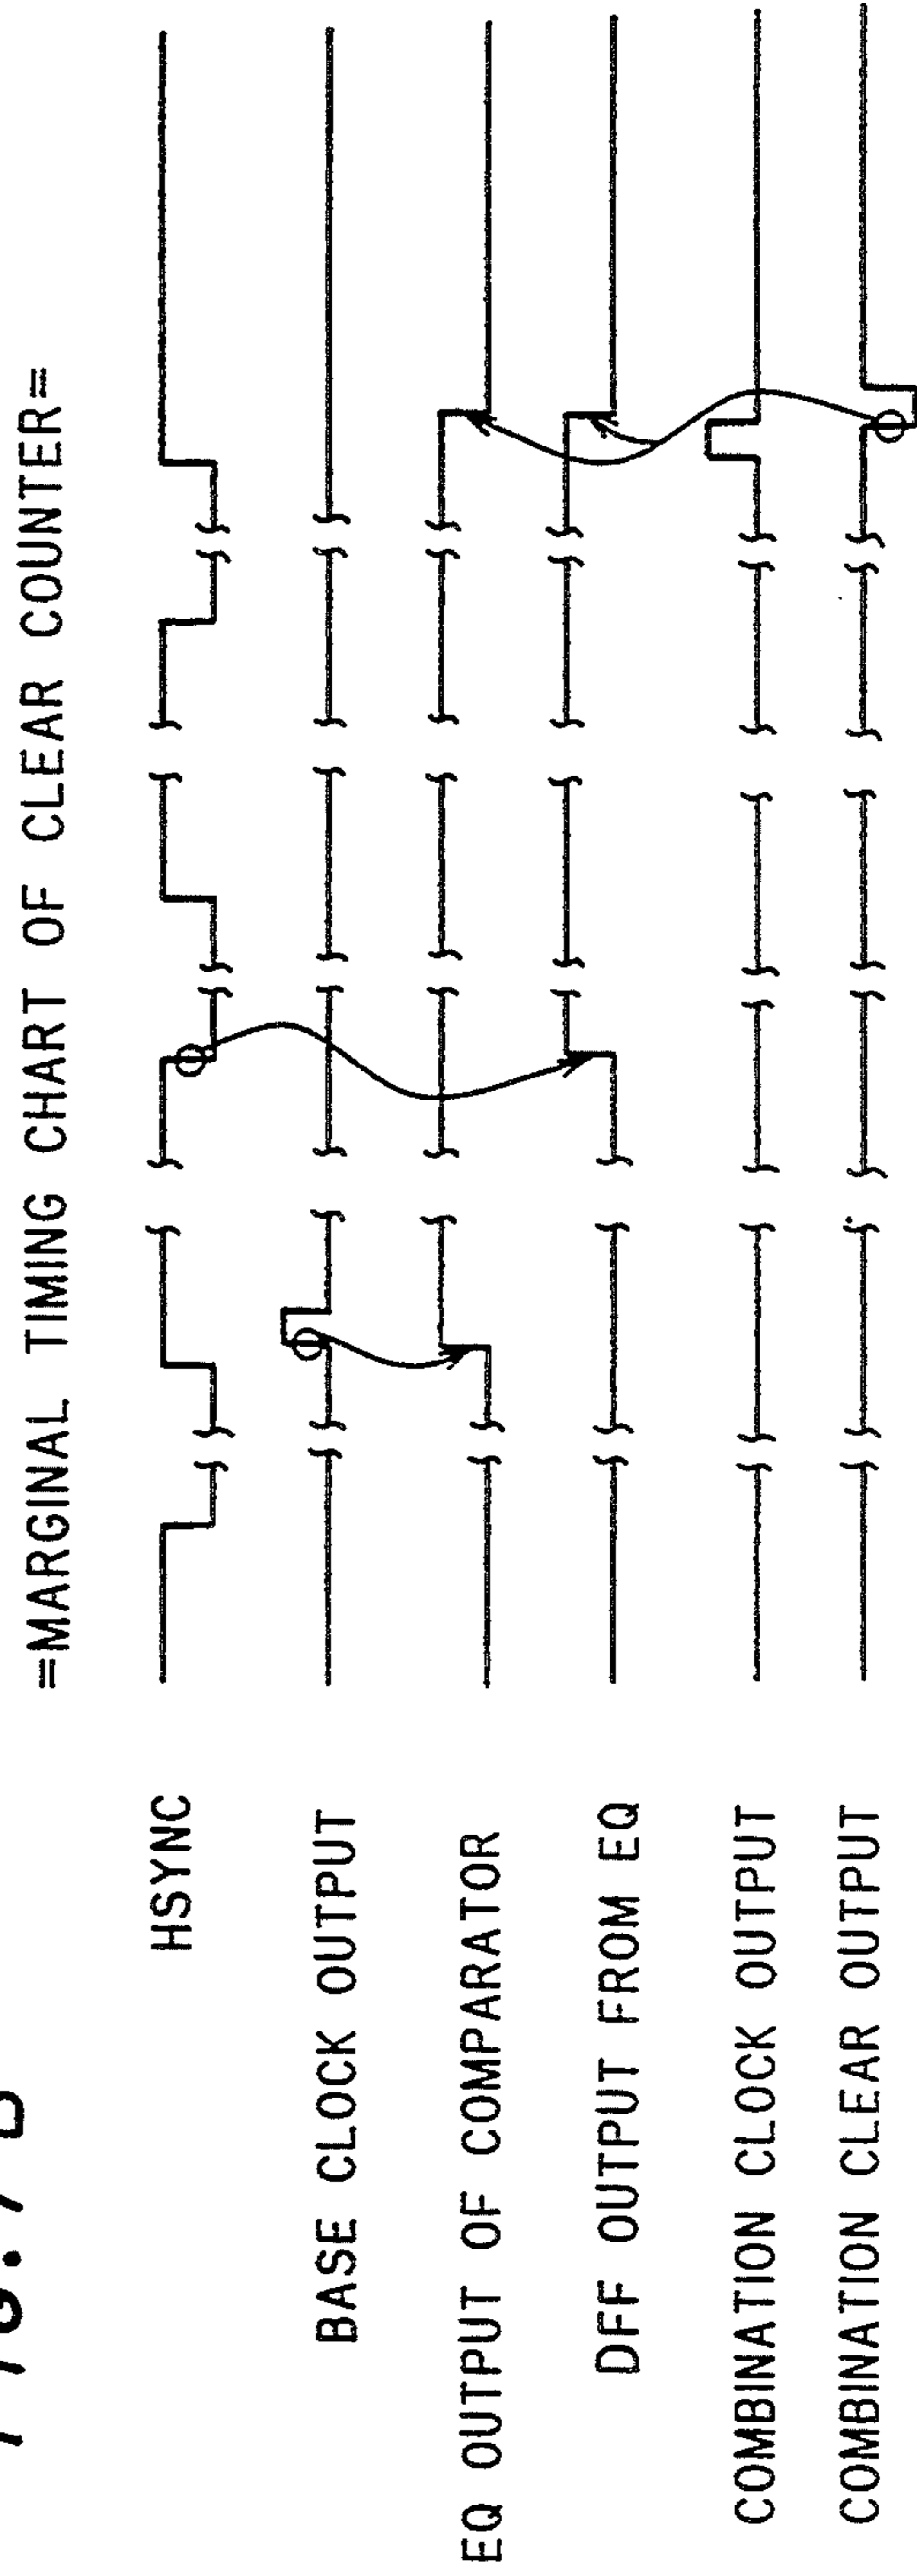 =MARGINAL TIMING CHART OF CLEAR COUNTER=
HSYNC
BASE CLOCK OUTPUT
EQ OUTPUT OF COMPARATOR
DFF OUTPUT FROM EQ
COMBINATION CLOCK OUTPUT
COMBINATION CLEAR OUTPUT